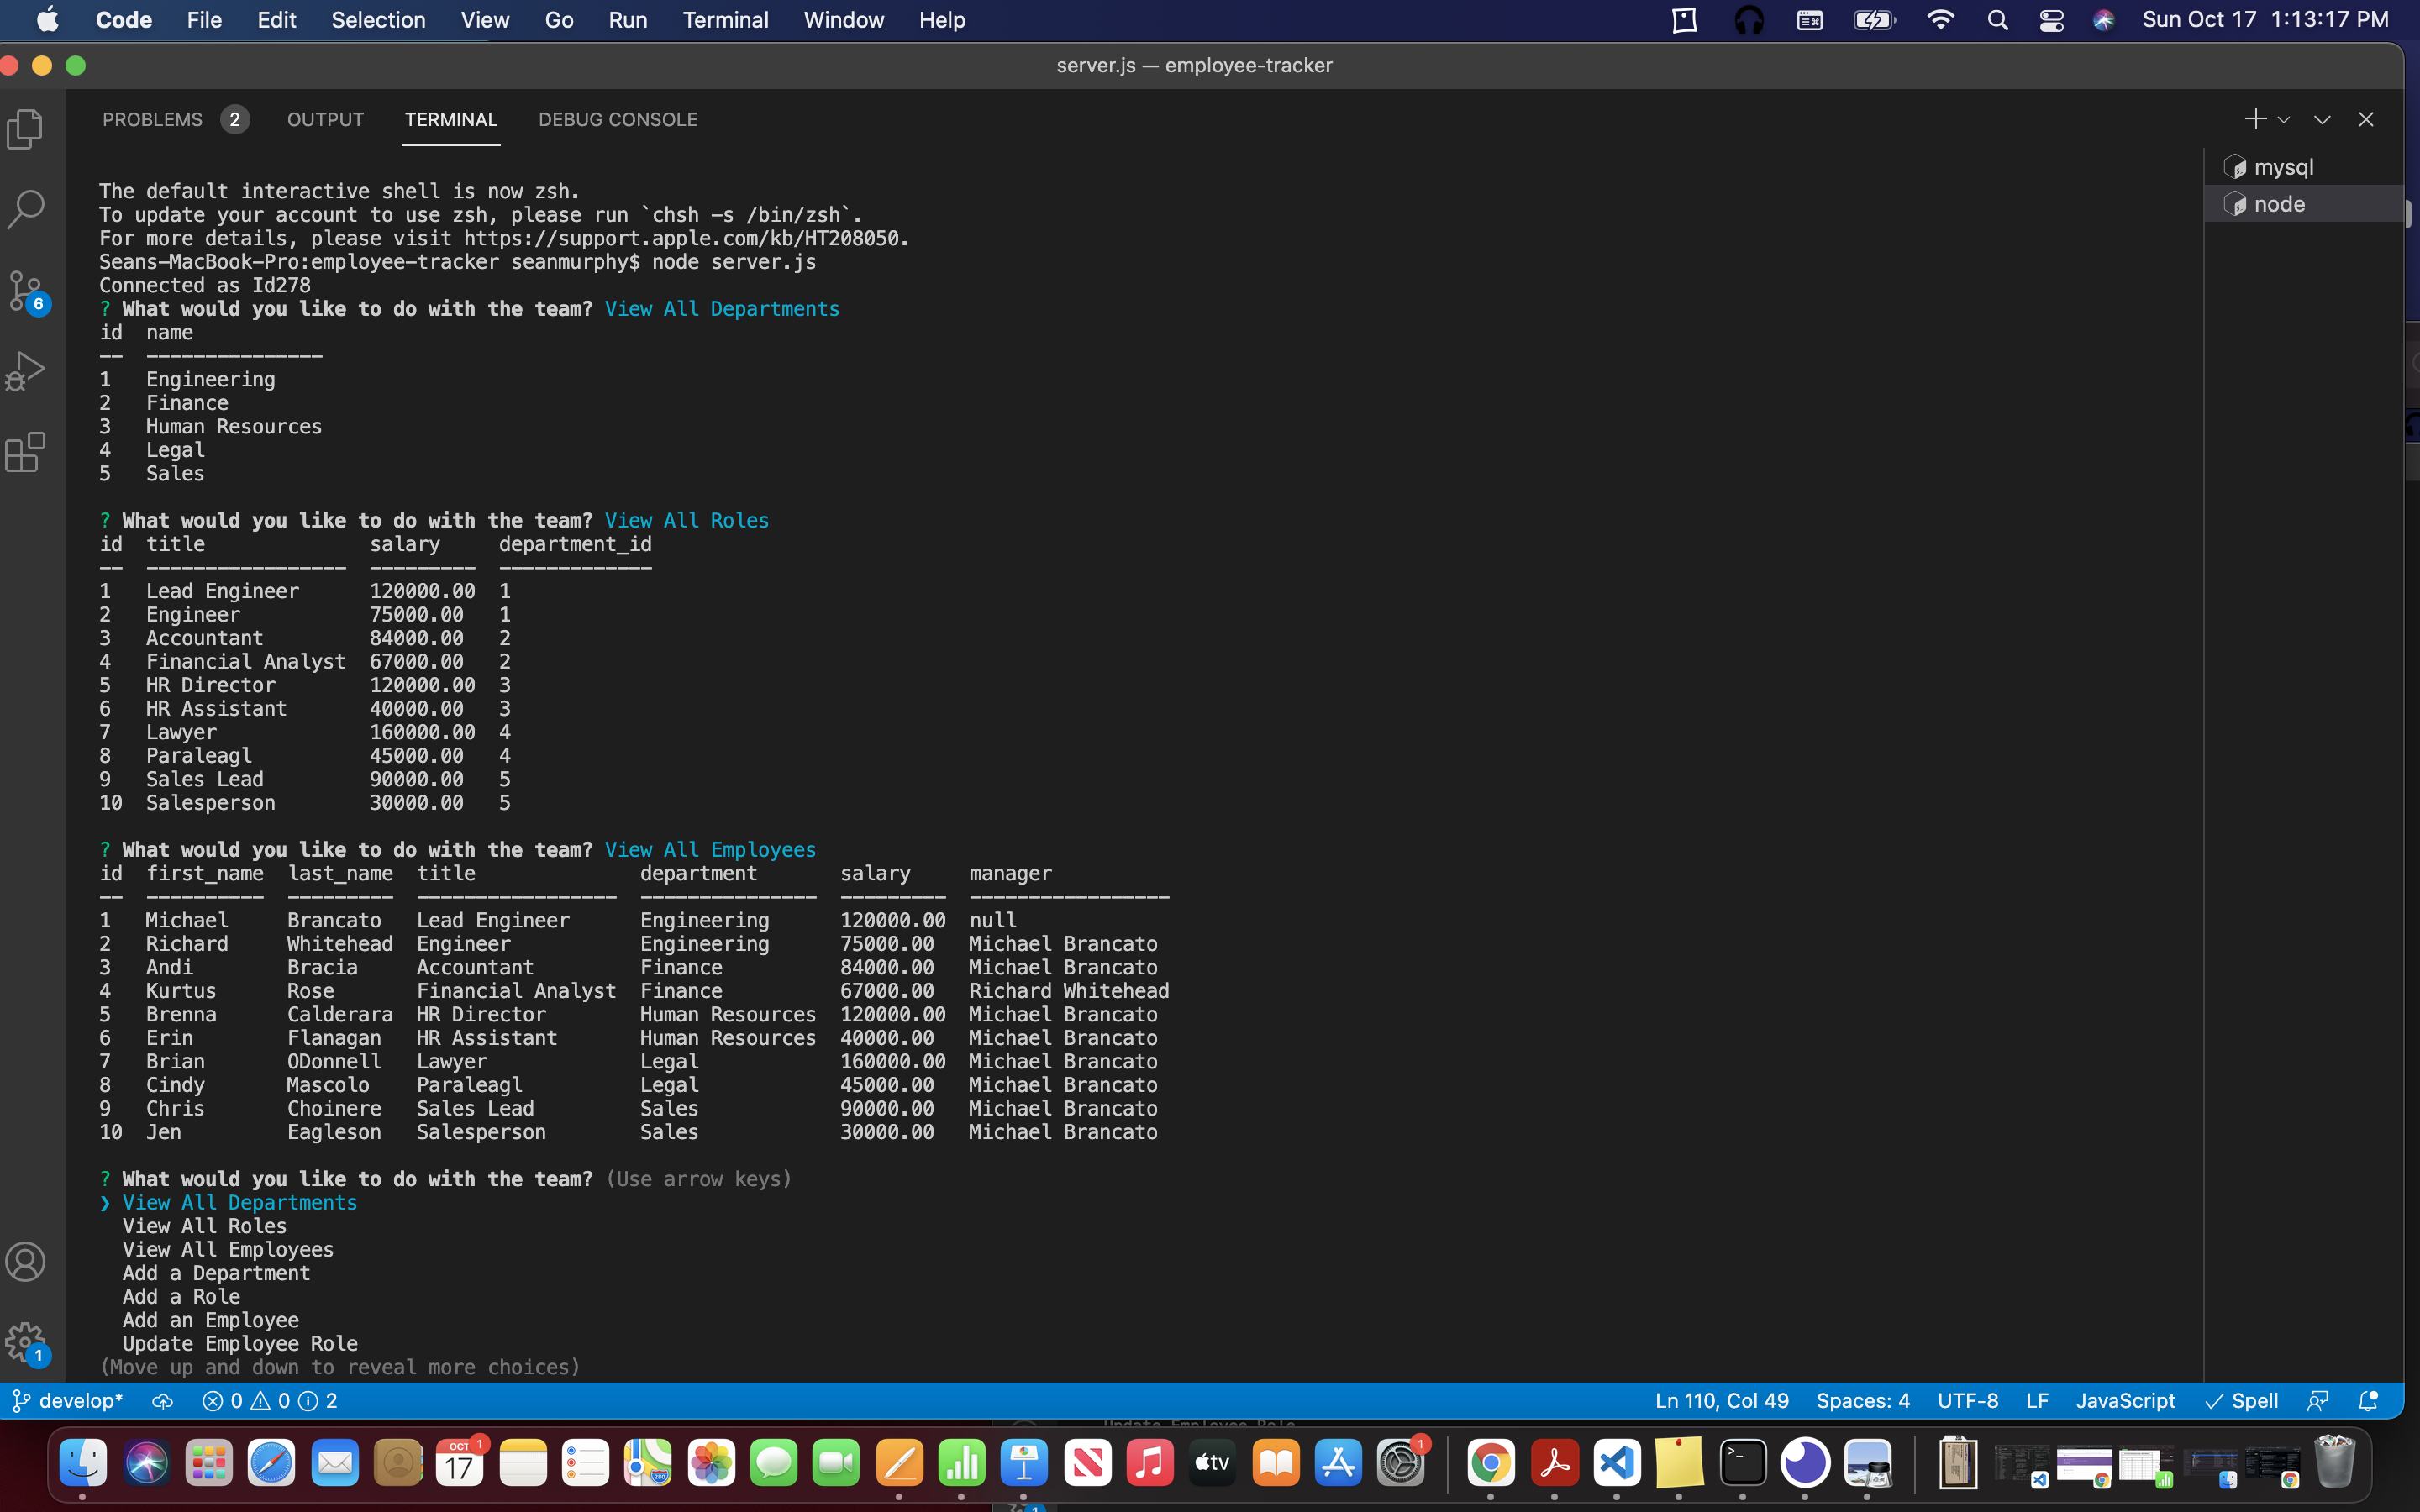 Code File Edit Selection View Go Run Terminal Window Help Sun Oct 17 1:13:17 PM
server.js — employee-tracker
PROBLEMS 2 OUTPUT TERMINAL DEBUG CONSOLE
mysql
node
6
The default interactive shell is now zsh.
To update your account to use zsh, please run `chsh -s /bin/zsh`.
For more details, please visit https://support.apple.com/kb/HT208050.
Seans-MacBook-Pro:employee-tracker seanmurphy$ node server.js
Connected as Id278
? What would you like to do with the team? View All Departments
id name
-- ---------------
1 Engineering
2 Finance
3 Human Resources
4 Legal
5 Sales
? What would you like to do with the team? View All Roles
id title salary department_id
-- ----------------- --------- -------------
1 Lead Engineer 120000.00 1
2 Engineer 75000.00 1
3 Accountant 84000.00 2
4 Financial Analyst 67000.00 2
5 HR Director 120000.00 3
6 HR Assistant 40000.00 3
7 Lawyer 160000.00 4
8 Paraleagl 45000.00 4
9 Sales Lead 90000.00 5
10 Salesperson 30000.00 5
? What would you like to do with the team? View All Employees
id first_name last_name title department salary manager
-- ---------- --------- ----------------- --------------- --------- -----------------
1 Michael Brancato Lead Engineer Engineering 120000.00 null
2 Richard Whitehead Engineer Engineering 75000.00 Michael Brancato
3 Andi Bracia Accountant Finance 84000.00 Michael Brancato
4 Kurtus Rose Financial Analyst Finance 67000.00 Richard Whitehead
5 Brenna Calderara HR Director Human Resources 120000.00 Michael Brancato
6 Erin Flanagan HR Assistant Human Resources 40000.00 Michael Brancato
7 Brian ODonnell Lawyer Legal 160000.00 Michael Brancato
8 Cindy Mascolo Paraleagl Legal 45000.00 Michael Brancato
9 Chris Choinere Sales Lead Sales 90000.00 Michael Brancato
10 Jen Eagleson Salesperson Sales 30000.00 Michael Brancato
? What would you like to do with the team? (Use arrow keys)
❯ View All Departments
View All Roles
View All Employees
Add a Department
Add a Role
Add an Employee
Update Employee Role
(Move up and down to reveal more choices)
1
develop* 0 0 2 Ln 110, Col 49 Spaces: 4 UTF-8 LF JavaScript Spell
OCT 1
17
280
tv
1